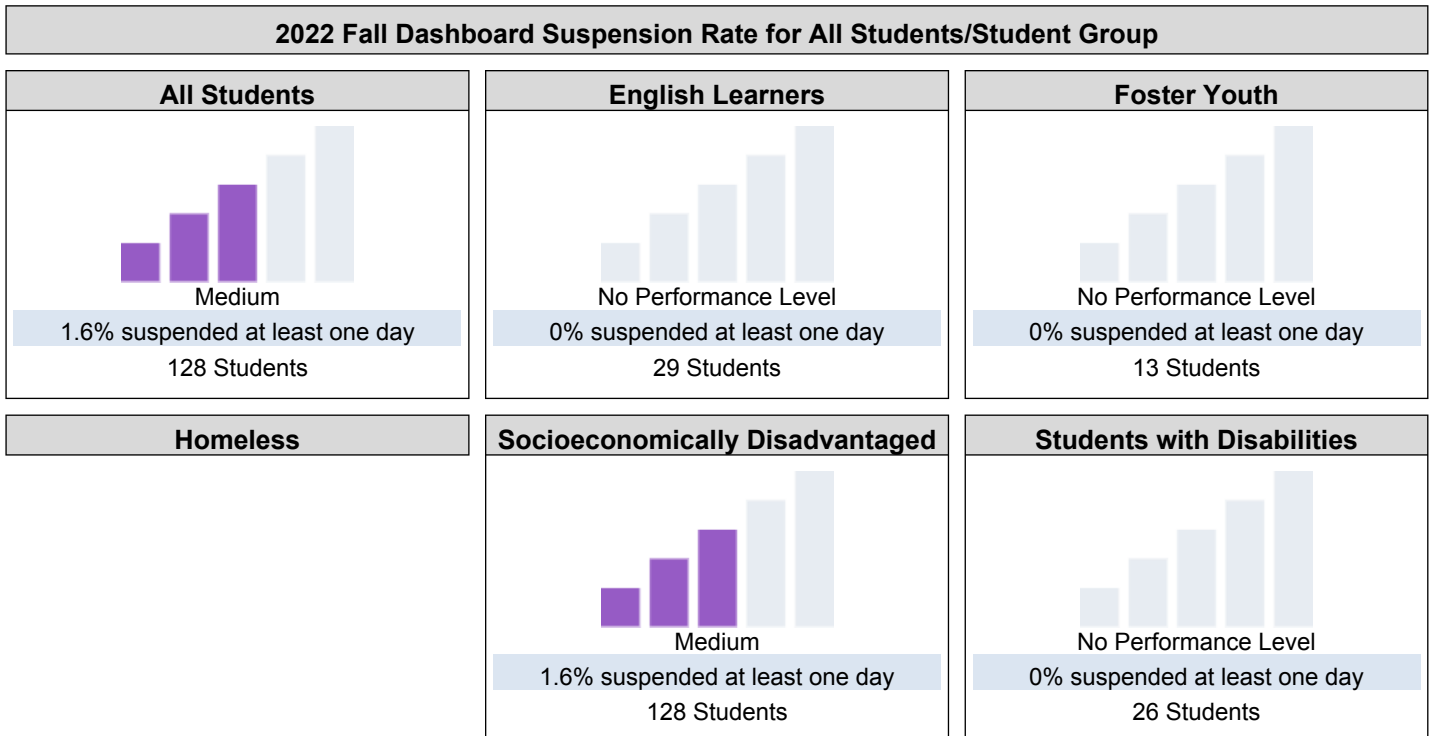 2022 Fall Dashboard Suspension Rate for All Students/Student Group
All Students
Medium
1.6% suspended at least one day
128 Students
English Learners
No Performance Level
0% suspended at least one day
29 Students
Foster Youth
No Performance Level
0% suspended at least one day
13 Students
Homeless
Socioeconomically Disadvantaged
Medium
1.6% suspended at least one day
128 Students
Students with Disabilities
No Performance Level
0% suspended at least one day
26 Students